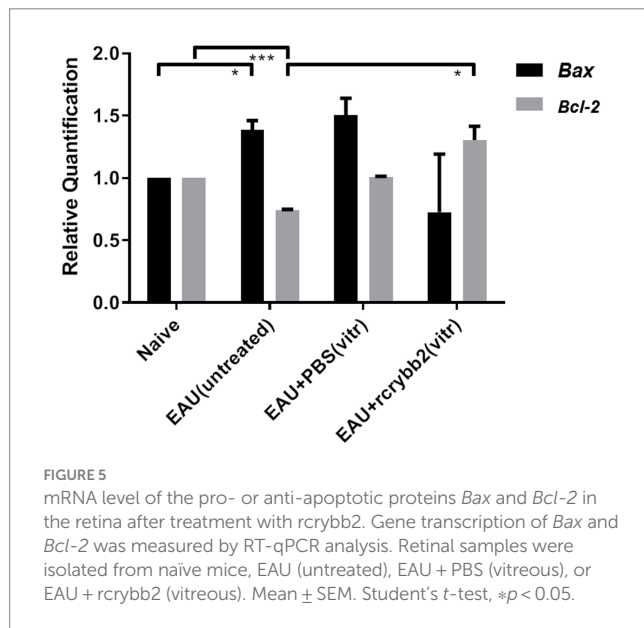 2.0
1.5
1.0
0.5
0.0
Relative Quantification
*
***
*
Bax
Bcl-2
Naive
EAU(untreated)
EAU+PBS(vitr)
EAU+rcrybb2(vitr)
FIGURE 5
mRNA level of the pro- or anti-apoptotic proteins Bax and Bcl-2 in
the retina after treatment with rcrybb2. Gene transcription of Bax and
Bcl-2 was measured by RT-qPCR analysis. Retinal samples were
isolated from naïve mice, EAU (untreated), EAU + PBS (vitreous), or
EAU + rcrybb2 (vitreous). Mean ± SEM. Student’s t-test, *p < 0.05.